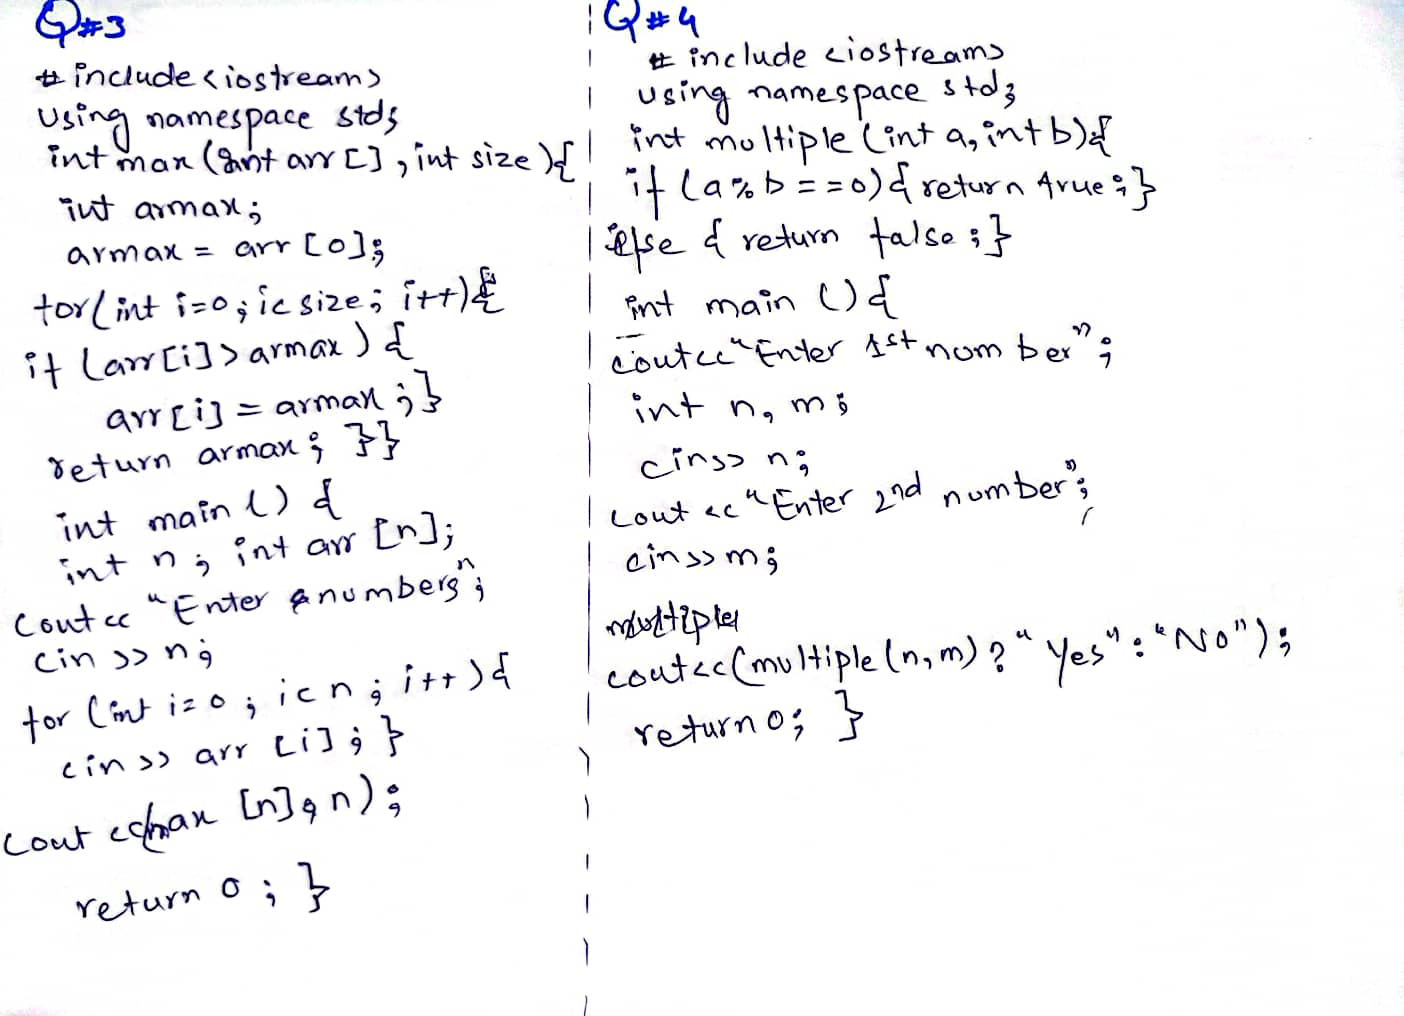 Q#3
#include<iostream>
using namespace std;
int max (int arr [], int size ){
int armax;
armax = arr [0];
for(int i=0; i< size; i++){
if (arr[i]>armax) {
arr[i] = armax ;}
return armax; }}
int main () {
int n ; int arr [n];
cout<< "Enter numbers";
cin >> n;
for (int i=0 ; i<n ; i++){
cin >> arr [i]; }
cout <<(max [n], n);
return 0 ; }
Q#4
# include <iostream>
using namespace std;
int multiple (int a, int b){
if (a%b==0){ return true;}
else { return false ;}
int main () {
cout<<"Enter 1st number";
int n, m;
cin>> n;
cout << "Enter 2nd number";
cin >> m;
multiple(
cout<<(multiple(n,m)?"Yes":"No");
return 0; }